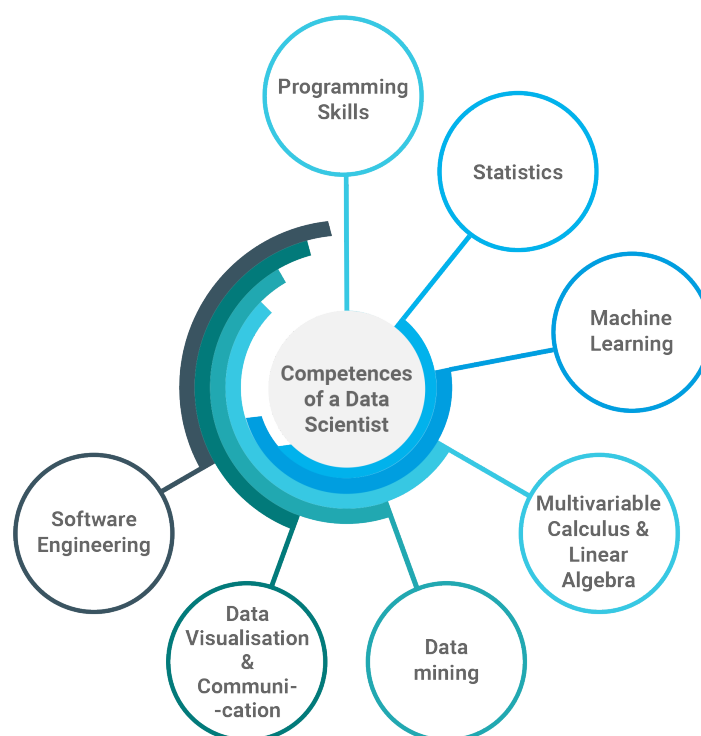 Programming
Skills
Statistics
Machine
Learning
Competences
of a Data
Scientist
Multivariable
Calculus &
Linear
Algebra
Software
Engineering
Data
Visualisation
&
Communi-
-cation
Data
mining